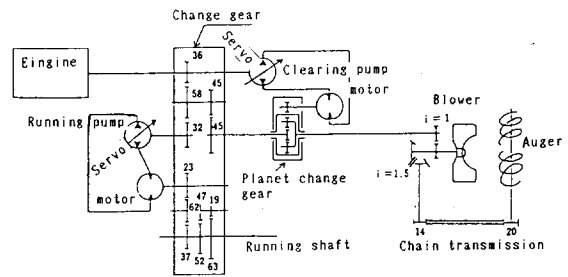 Change gear
36
Servo
Eingine
Clearing pump
motor
45
58
Blower
Running pump
32
45
i=1
Servo
Auger
23
Planet change
gear
i=1.5
motor
47
19
62
14
20
Running shaft
Chain transmission
37
52
63